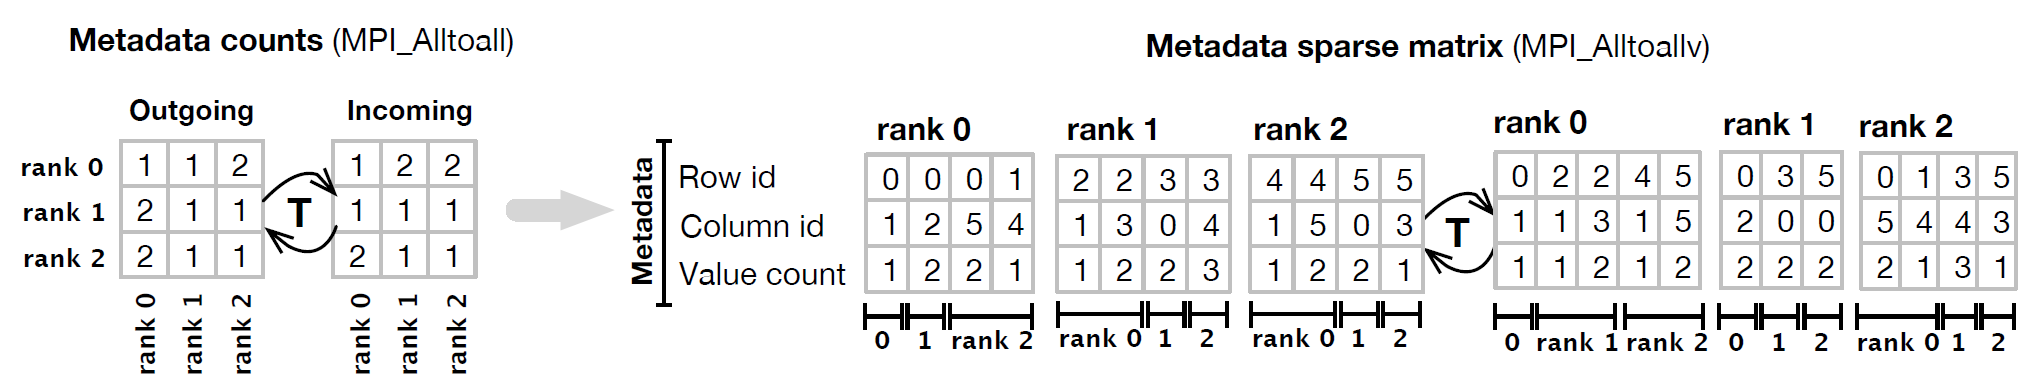 Metadata counts (MPI_Alltoall)
Outgoing
Incoming
rank 0
1 1 2
1 2 2
rank 1
2 1 1
T
1 1 1
rank 2
2 1 1
2 1 1
rank 0
rank 1
rank 2
rank 0
rank 1
rank 2
Metadata sparse matrix (MPI_Alltoallv)
rank 0
rank 1
rank 2
rank 0
rank 1
rank 2
Metadata
Row id
0 0 0 1
2 2 3 3
4 4 5 5
0 2 2 4 5
0 3 5
0 1 3 5
Column id
1 2 5 4
1 3 0 4
1 5 0 3
T
1 1 3 1 5
2 0 0
5 4 4 3
Value count
1 2 2 1
1 2 2 3
1 2 2 1
1 1 2 1 2
2 2 2
2 1 3 1
0 1 rank 2
rank 0 1 2
rank 0 1 2
0 rank 1 rank 2
0 1 2
rank 0 1 2